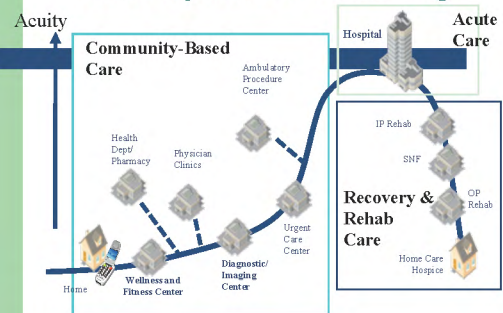 Acuity
Community-Based
Care
Hospital
Acute
Care
Ambulatory
Procedure
Center
Health
Dept/
Pharmacy
Physician
Clinics
IP Rehab
SNF
OP
Rehab
Recovery &
Rehab
Care
Urgent
Care
Center
Diagnostic/
Imaging
Center
Home Care
Hospice
Home
Wellness and
Fitness Center